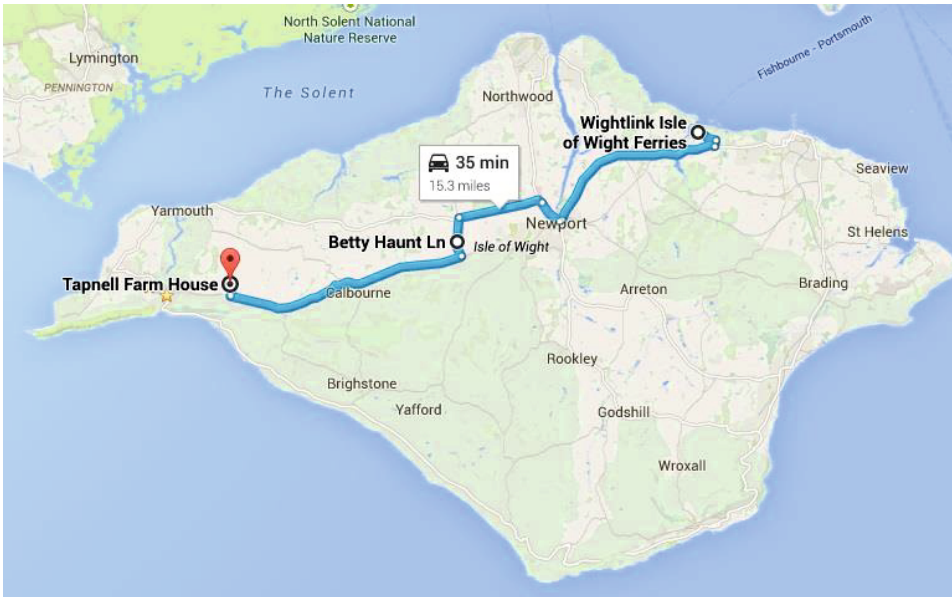 North Solent National
Nature Reserve
Lymington
PENNINGTON
The Solent
Fishbourne - Portsmouth
Northwood
Wightlink Isle
of Wight Ferries
35 min
15.3 miles
Seaview
Yarmouth
Newport
St Helens
Betty Haunt Ln
Isle of Wight
Tapnell Farm House
Calbourne
Arreton
Brading
Rookley
Brighstone
Yafford
Godshill
Wroxall